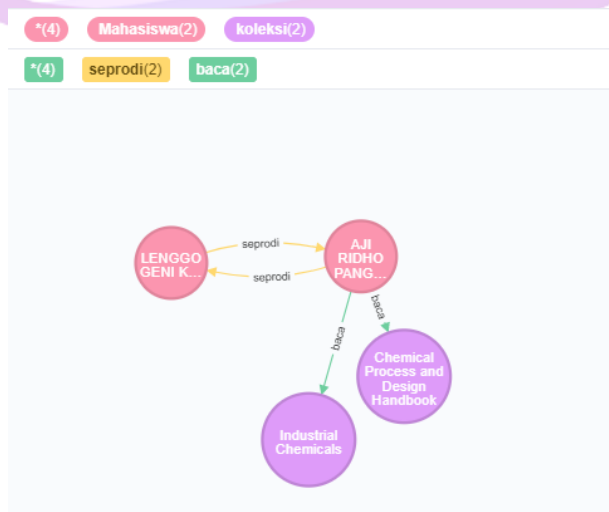 *(4) Mahasiswa(2) koleksi(2)
*(4) seprodi(2) baca(2)
seprodi
LENGGO
GENI K...
AJI
RIDHO
PANG...
seprodi
baca
baca
Chemical
Process and
Design
Handbook
Industrial
Chemicals